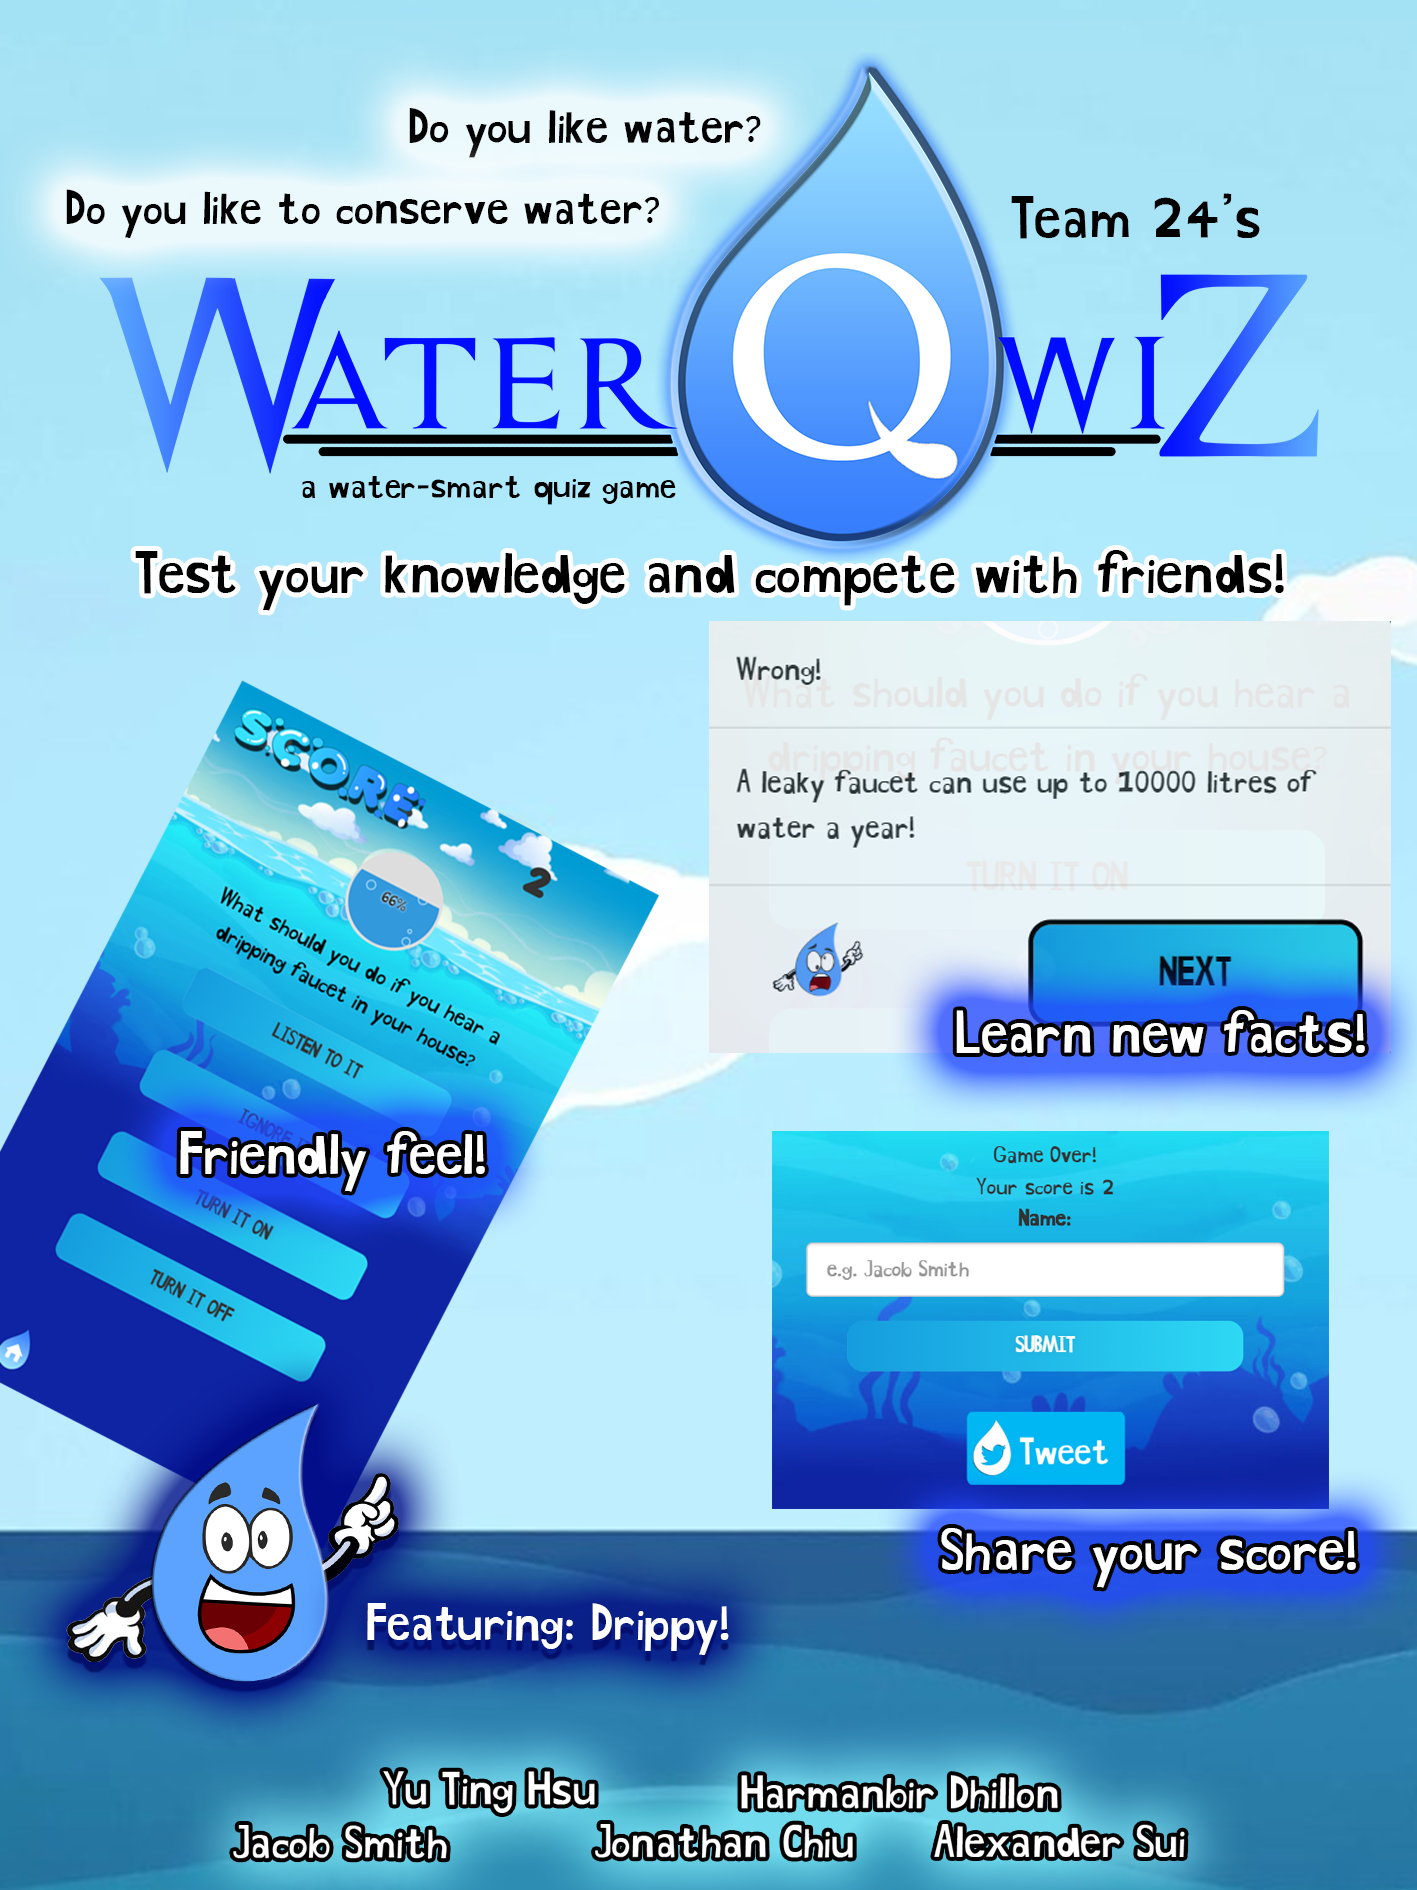 Do you like water?
Do you like to conserve water?
Team 24's
WATER QWIZ
a water-smart quiz game
Test your knowledge and compete with friends!
SCORE
2
66%
What should you do if you hear a
dripping faucet in your house?
LISTEN TO IT
IGNORE
TURN IT ON
TURN IT OFF
Friendly feel!
Wrong!
What should you do if you hear a
dripping faucet in your house?
A leaky faucet can use up to 10000 litres of
water a year!
TURN IT ON
NEXT
Learn new facts!
Game Over!
Your score is 2
Name:
e.g. Jacob Smith
SUBMIT
Tweet
Share your score!
Featuring: Drippy!
Yu Ting Hsu
Harmanbir Dhillon
Jacob Smith
Jonathan Chiu
Alexander Sui